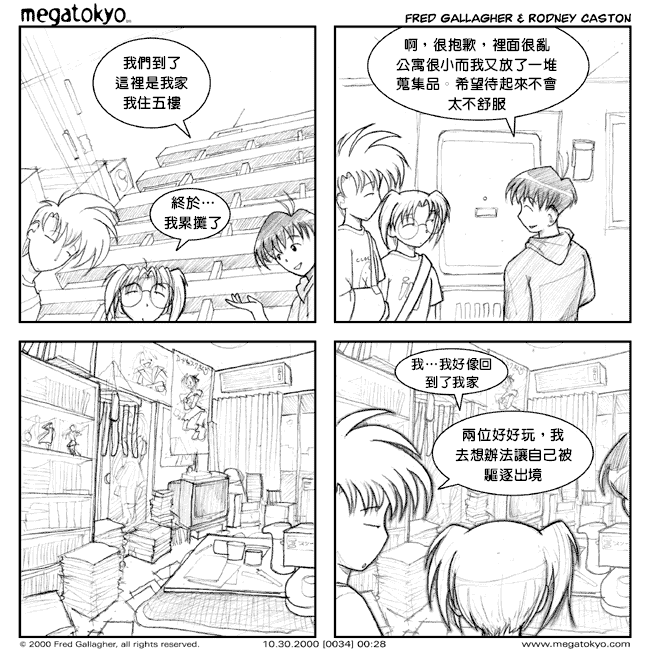 megatokyo
FRED GALLAGHER & RODNEY CASTON
我們到了
這裡是我家
我住五樓
終於…
我累攤了
啊，很抱歉，裡面很亂
公寓很小而我又放了一堆
蒐集品。希望待起來不會
太不舒服
我…我好像回
到了我家
兩位好好玩，我
去想辦法讓自己被
驅逐出境
© 2000 Fred Gallagher, all rights reserved.
10.30.2000 [0034] 00:28
www.megatokyo.com